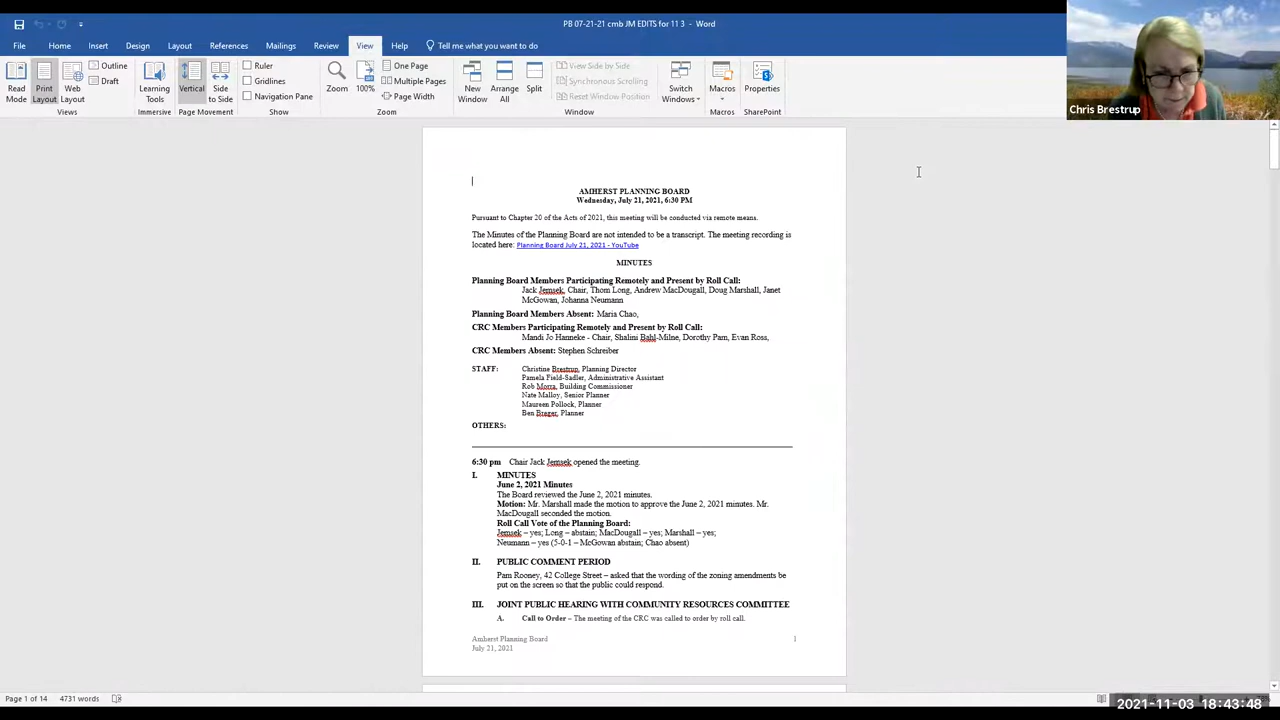 PB 07-21-21 cmb JM EDITS for 11 3 - Word
File Home Insert Design Layout References Mailings Review View Help Tell me what you want to do
Read Mode
Print Layout
Web Layout
Outline
Draft
Views
Learning Tools
Immersive
Vertical
Side to Side
Page Movement
Ruler
Gridlines
Navigation Pane
Show
Zoom
100%
One Page
Multiple Pages
Page Width
Zoom
New Window
Arrange All
Split
View Side by Side
Synchronous Scrolling
Reset Window Position
Window
Switch Windows
Macros
Macros
Properties
SharePoint
Chris Brestrup
AMHERST PLANNING BOARD
Wednesday, July 21, 2021, 6:30 PM
Pursuant to Chapter 20 of the Acts of 2021, this meeting will be conducted via remote means.
The Minutes of the Planning Board are not intended to be a transcript. The meeting recording is
located here: Planning Board July 21, 2021 - YouTube
MINUTES
Planning Board Members Participating Remotely and Present by Roll Call:
Jack Jemsek, Chair, Thom Long, Andrew MacDougall, Doug Marshall, Janet
McGowan, Johanna Neumann
Planning Board Members Absent: Maria Chao,
CRC Members Participating Remotely and Present by Roll Call:
Mandi Jo Hanneke - Chair, Shalini Bahl-Milne, Dorothy Pam, Evan Ross,
CRC Members Absent: Stephen Schreiber
STAFF: Christine Brestrup, Planning Director
Pamela Field-Sadler, Administrative Assistant
Rob Morra, Building Commissioner
Nate Malloy, Senior Planner
Maureen Pollock, Planner
Ben Breger, Planner
OTHERS:
6:30 pm Chair Jack Jemsek opened the meeting.
I. MINUTES
June 2, 2021 Minutes
The Board reviewed the June 2, 2021 minutes.
Motion: Mr. Marshall made the motion to approve the June 2, 2021 minutes. Mr.
MacDougall seconded the motion.
Roll Call Vote of the Planning Board:
Jemsek – yes; Long – abstain; MacDougall – yes; Marshall – yes;
Neumann – yes (5-0-1 – McGowan abstain; Chao absent)
II. PUBLIC COMMENT PERIOD
Pam Rooney, 42 College Street – asked that the wording of the zoning amendments be
put on the screen so that the public could respond.
III. JOINT PUBLIC HEARING WITH COMMUNITY RESOURCES COMMITTEE
A. Call to Order – The meeting of the CRC was called to order by roll call.
Amherst Planning Board 1
July 21, 2021
Page 1 of 14 4731 words
2021-11-03 18:43:48